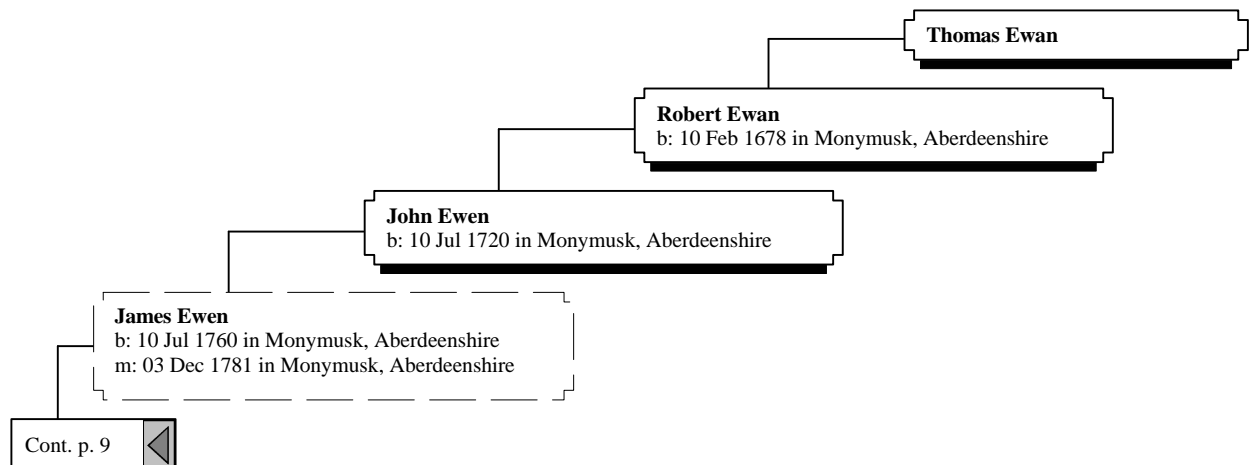 Thomas Ewan
Robert Ewan
b: 10 Feb 1678 in Monymusk, Aberdeenshire
John Ewen
b: 10 Jul 1720 in Monymusk, Aberdeenshire
James Ewen
b: 10 Jul 1760 in Monymusk, Aberdeenshire
m: 03 Dec 1781 in Monymusk, Aberdeenshire
Cont. p. 9